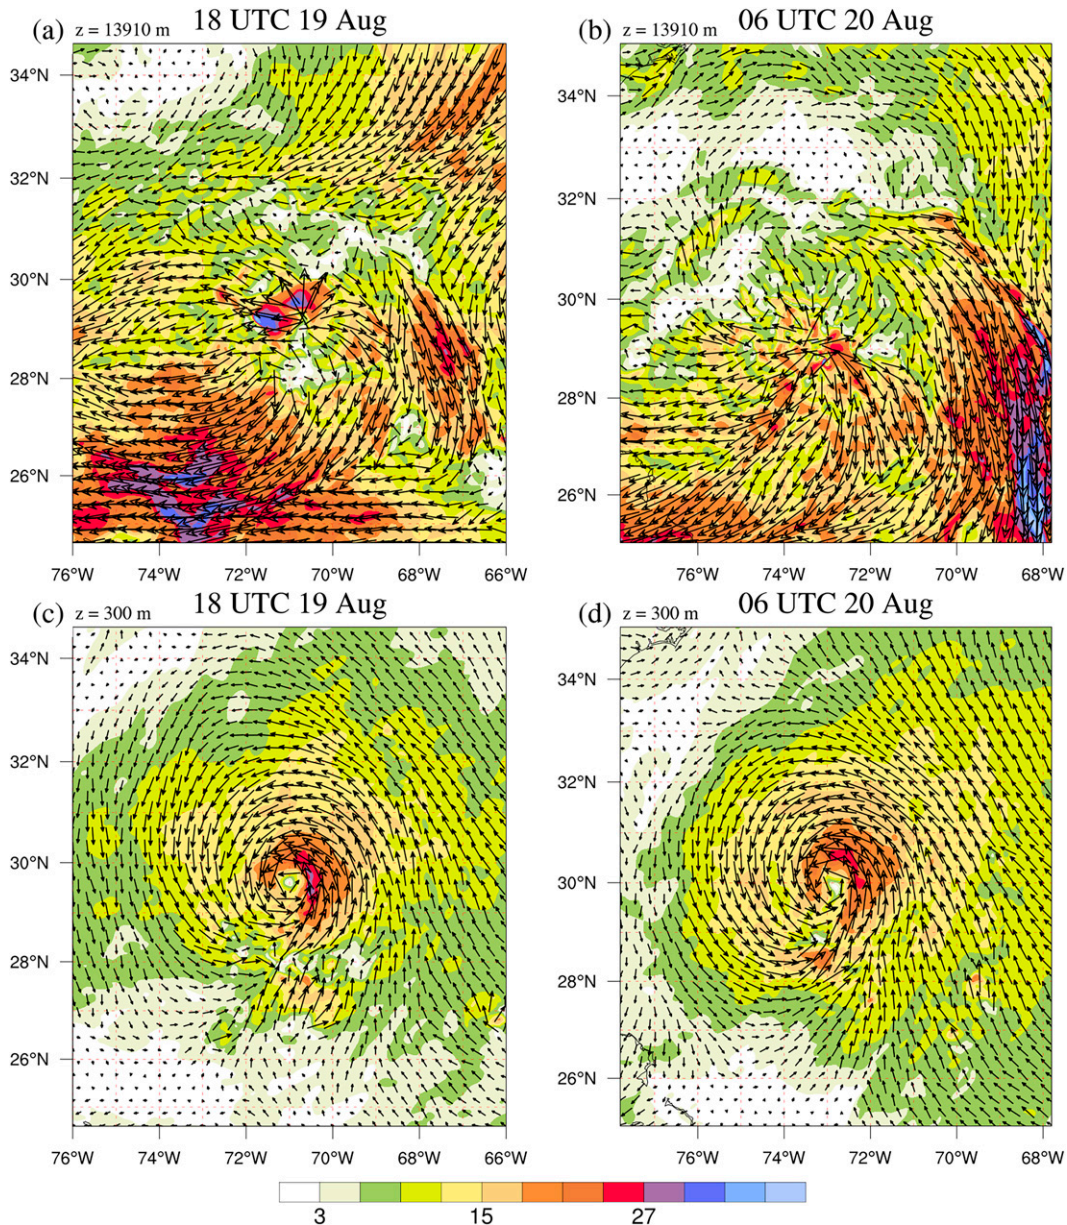 (a) z = 13910 m 18 UTC 19 Aug
(b) z = 13910 m 06 UTC 20 Aug
34°N
32°N
30°N
28°N
26°N
76°W 74°W 72°W 70°W 68°W 66°W
34°N
32°N
30°N
28°N
26°N
76°W 74°W 72°W 70°W 68°W
(c) z = 300 m 18 UTC 19 Aug
(d) z = 300 m 06 UTC 20 Aug
34°N
32°N
30°N
28°N
26°N
76°W 74°W 72°W 70°W 68°W 66°W
34°N
32°N
30°N
28°N
26°N
76°W 74°W 72°W 70°W 68°W
3 15 27